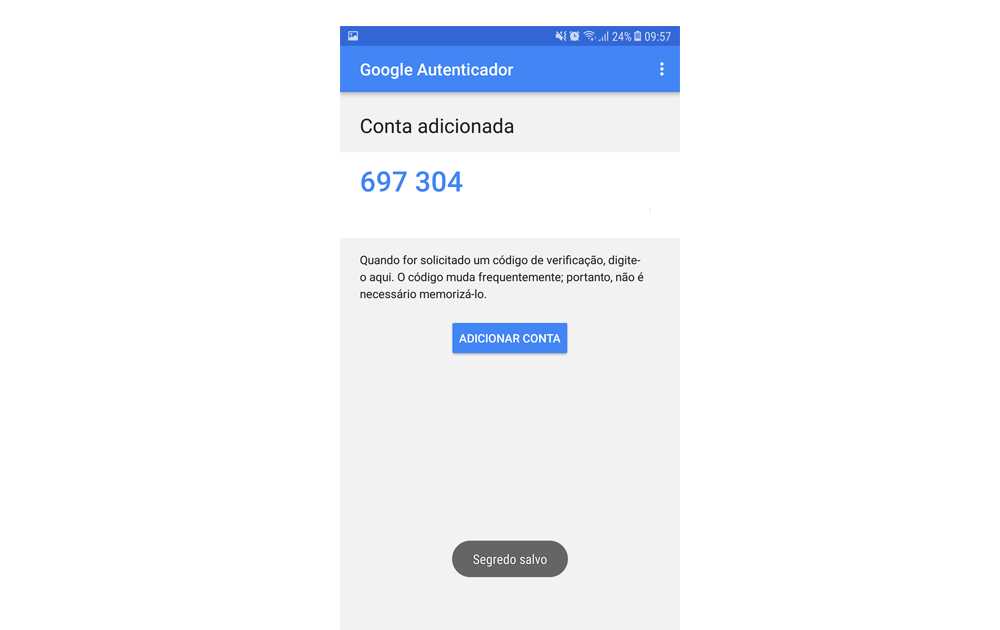 24% 09:57
Google Autenticador
Conta adicionada
697 304
Quando for solicitado um código de verificação, digite-
o aqui. O código muda frequentemente; portanto, não é
necessário memorizá-lo.
ADICIONAR CONTA
Segredo salvo